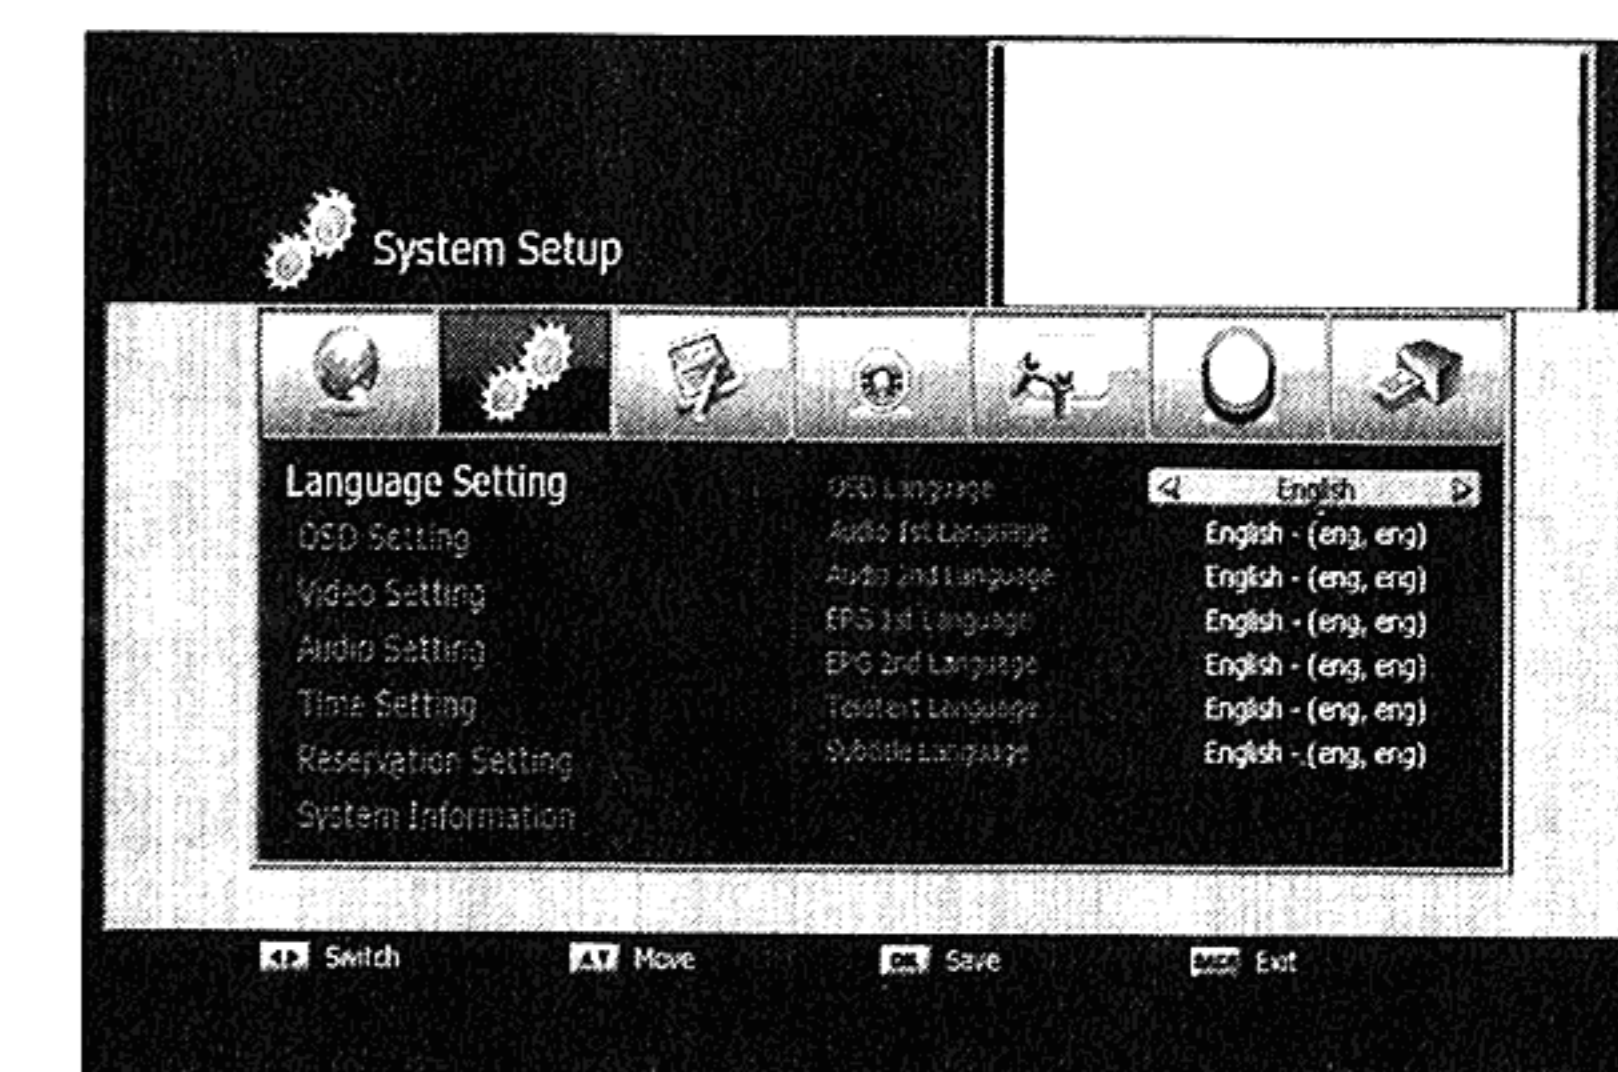 System Setup
Language Setting
OSD Setting
Video Setting
Audio Setting
Time Setting
Reservation Setting
System Information
OSD Language English
Audio 1st Language English - (eng, eng)
Audio 2nd Language English - (eng, eng)
EPG 1st Language English - (eng, eng)
EPG 2nd Language English - (eng, eng)
Teletext Language English - (eng, eng)
Subtitle Language English - (eng, eng)
Switch Move OK Save BACK Exit